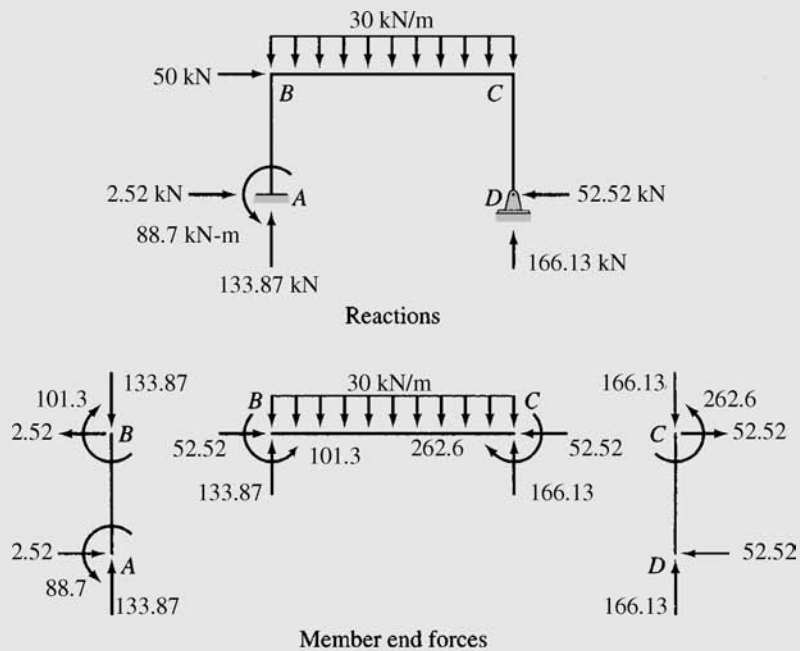 30 kN/m
50 kN
B
C
2.52 kN
A
D
52.52 kN
88.7 kN-m
166.13 kN
133.87 kN
Reactions
133.87
101.3
2.52
B
2.52
A
88.7
133.87
30 kN/m
B
C
52.52
101.3
262.6
52.52
133.87
166.13
166.13
262.6
C
52.52
D
52.52
166.13
Member end forces